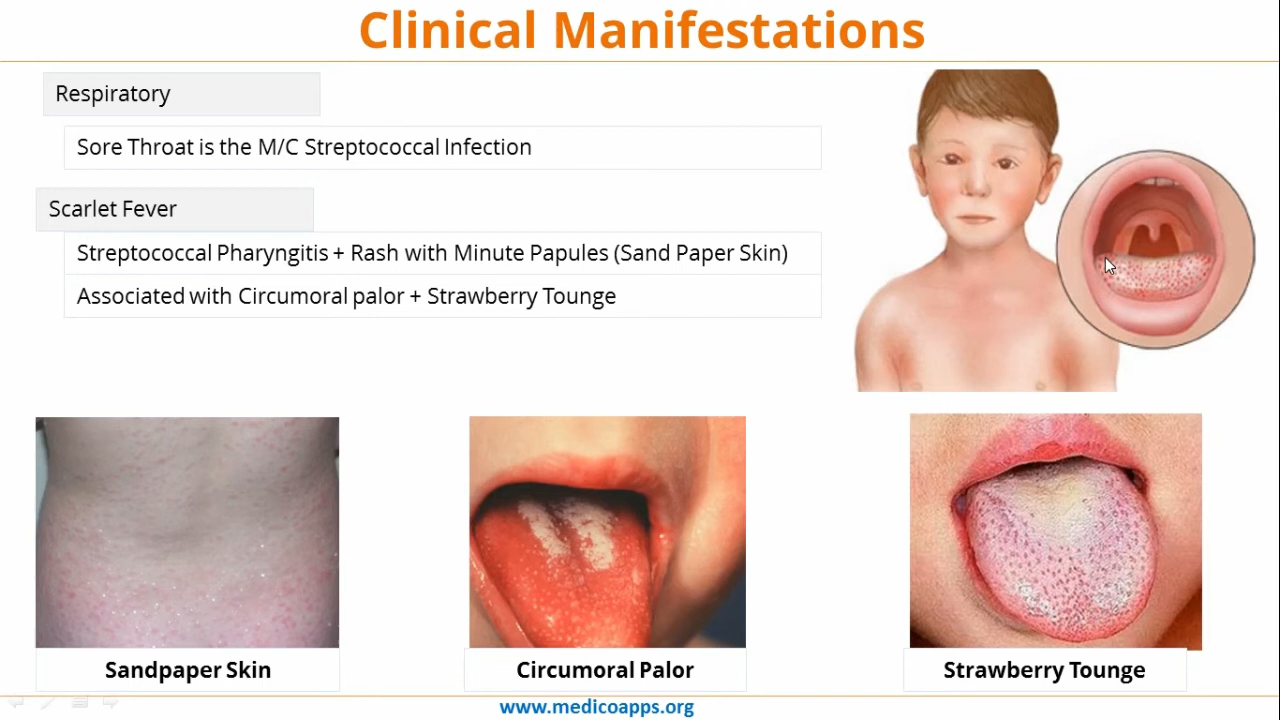 Clinical Manifestations
Respiratory
Sore Throat is the M/C Streptococcal Infection
Scarlet Fever
Streptococcal Pharyngitis + Rash with Minute Papules (Sand Paper Skin)
Associated with Circumoral palor + Strawberry Tounge
Sandpaper Skin
Circumoral Palor
Strawberry Tounge
www.medicoapps.org